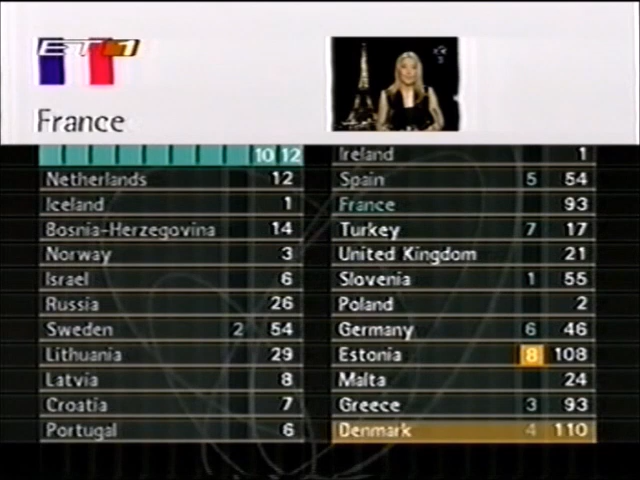 ET1
France
10 12
Netherlands 12
Iceland 1
Bosnia-Herzegovina 14
Norway 3
Israel 6
Russia 26
Sweden 2 54
Lithuania 29
Latvia 8
Croatia 7
Portugal 6
Ireland 1
Spain 5 54
France 93
Turkey 7 17
United Kingdom 21
Slovenia 1 55
Poland 2
Germany 6 46
Estonia 8 108
Malta 24
Greece 3 93
Denmark 4 110